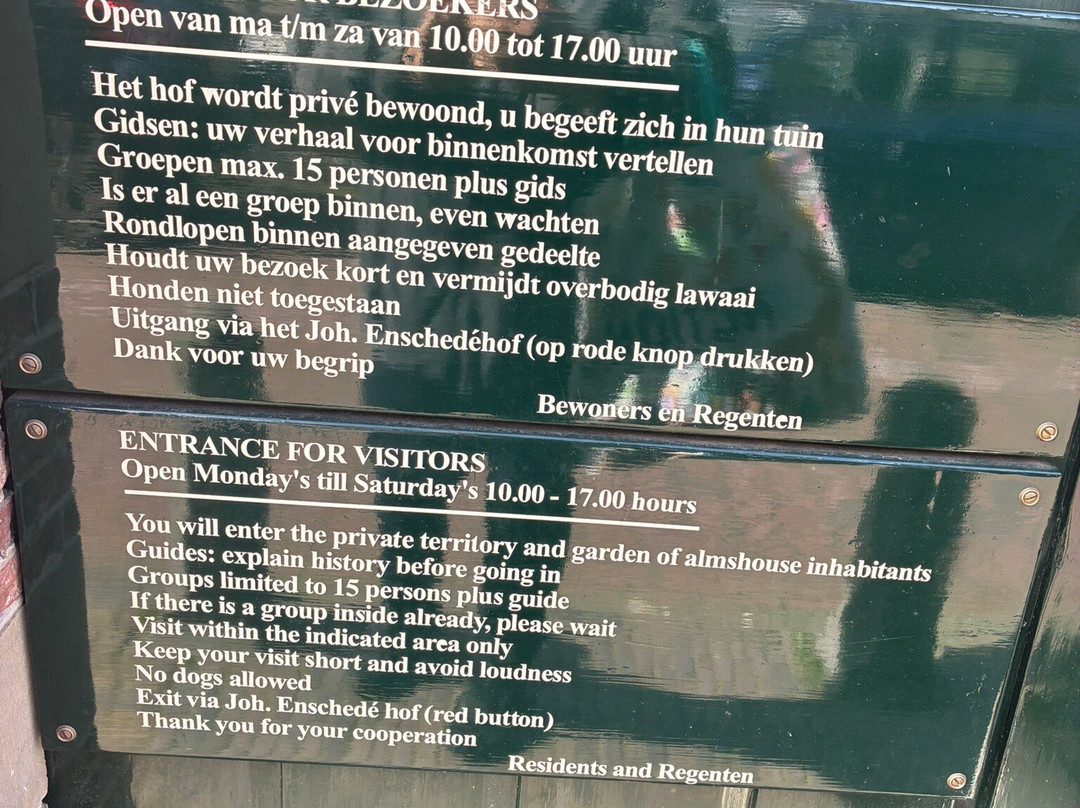 BEZOEKERS
Open van ma t/m za van 10.00 tot 17.00 uur
Het hof wordt privé bewoond, u begeeft zich in hun tuin
Gidsen: uw verhaal voor binnenkomst vertellen
Groepen max. 15 personen plus gids
Is er al een groep binnen, even wachten
Rondlopen binnen aangegeven gedeelte
Houdt uw bezoek kort en vermijdt overbodig lawaai
Honden niet toegestaan
Uitgang via het Joh. Enschedéhof (op rode knop drukken)
Dank voor uw begrip
Bewoners en Regenten
ENTRANCE FOR VISITORS
Open Monday's till Saturday's 10.00 - 17.00 hours
You will enter the private territory and garden of almshouse inhabitants
Guides: explain history before going in
Groups limited to 15 persons plus guide
If there is a group inside already, please wait
Visit within the indicated area only
Keep your visit short and avoid loudness
No dogs allowed
Exit via Joh. Enschedé hof (red button)
Thank you for your cooperation
Residents and Regenten